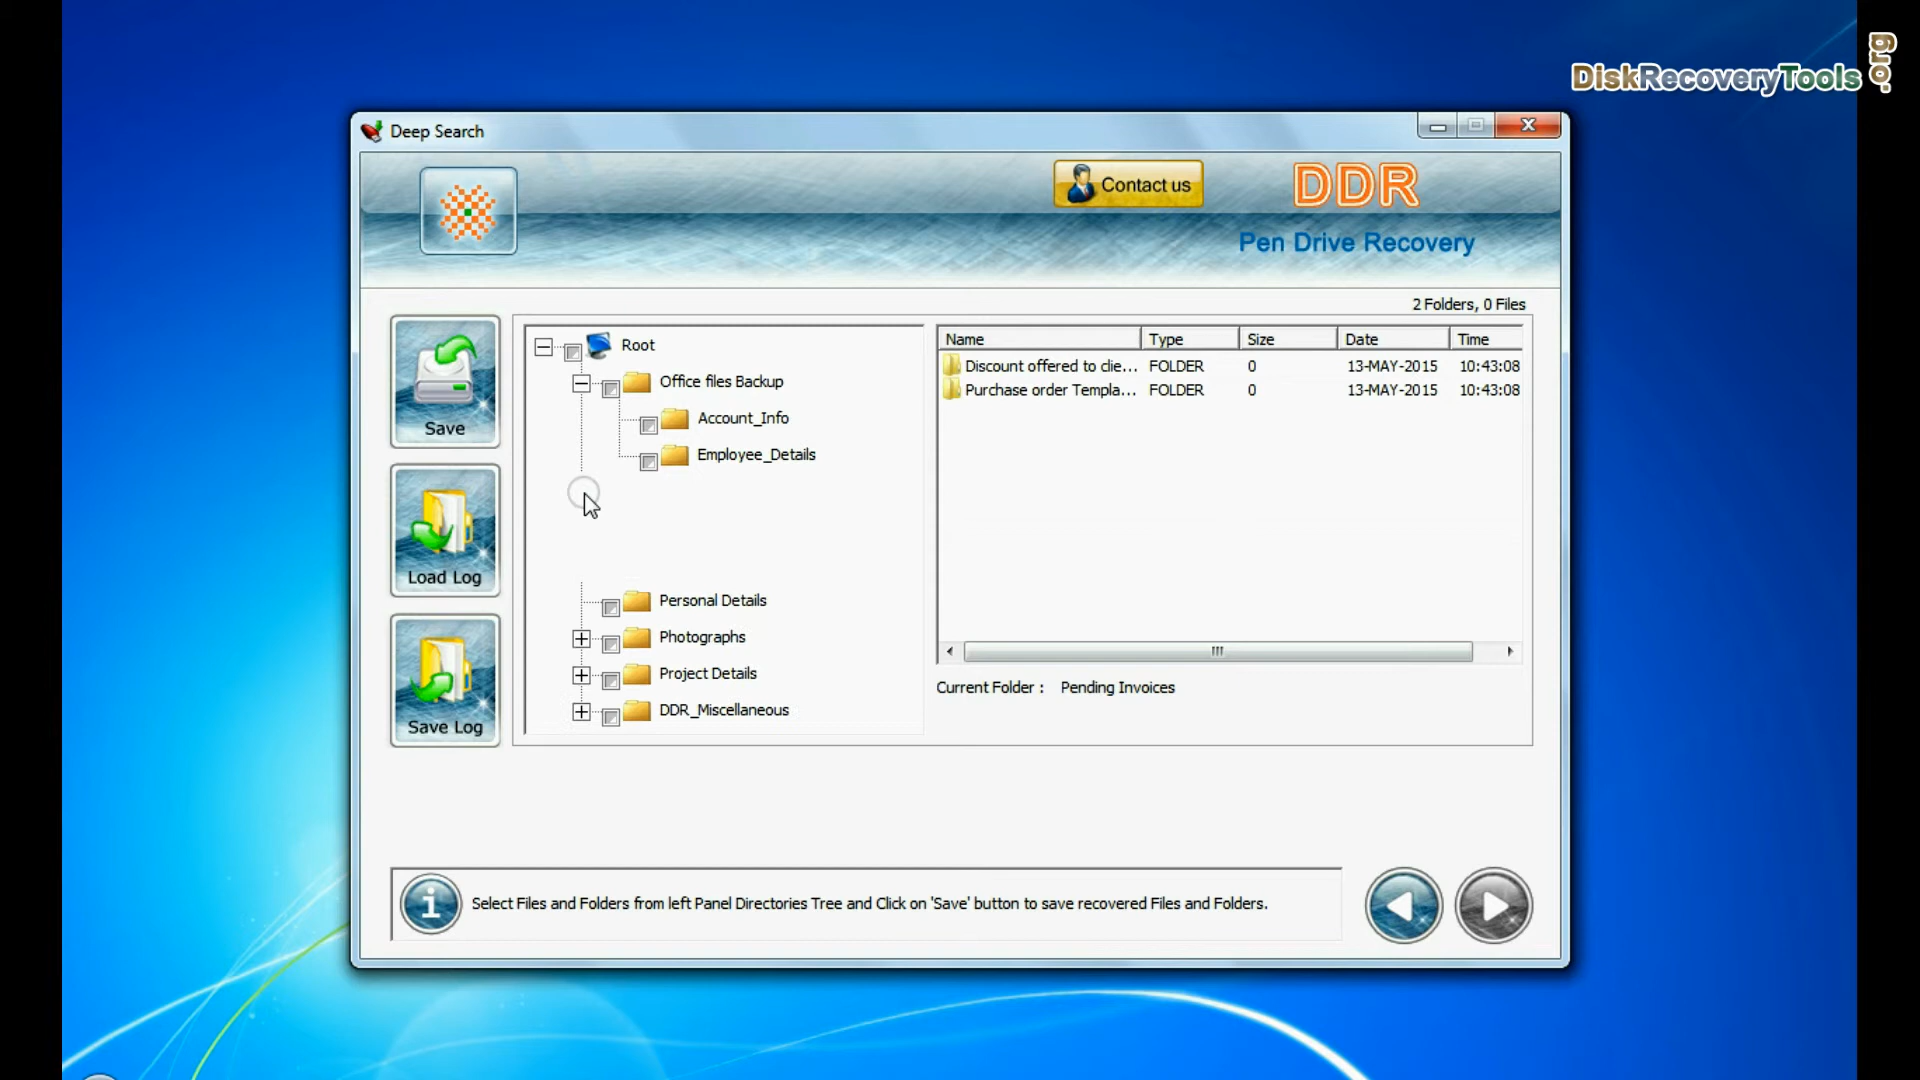 DiskRecoveryTools.org
Deep Search
Contact us
DDR
Pen Drive Recovery
2 Folders, 0 Files
Save
Load Log
Save Log
Root
Office files Backup
Account_Info
Employee_Details
Personal Details
Photographs
Project Details
DDR_Miscellaneous
Name Type Size Date Time
Discount offered to clie... FOLDER 0 13-MAY-2015 10:43:08
Purchase order Templa... FOLDER 0 13-MAY-2015 10:43:08
Current Folder : Pending Invoices
Select Files and Folders from left Panel Directories Tree and Click on 'Save' button to save recovered Files and Folders.